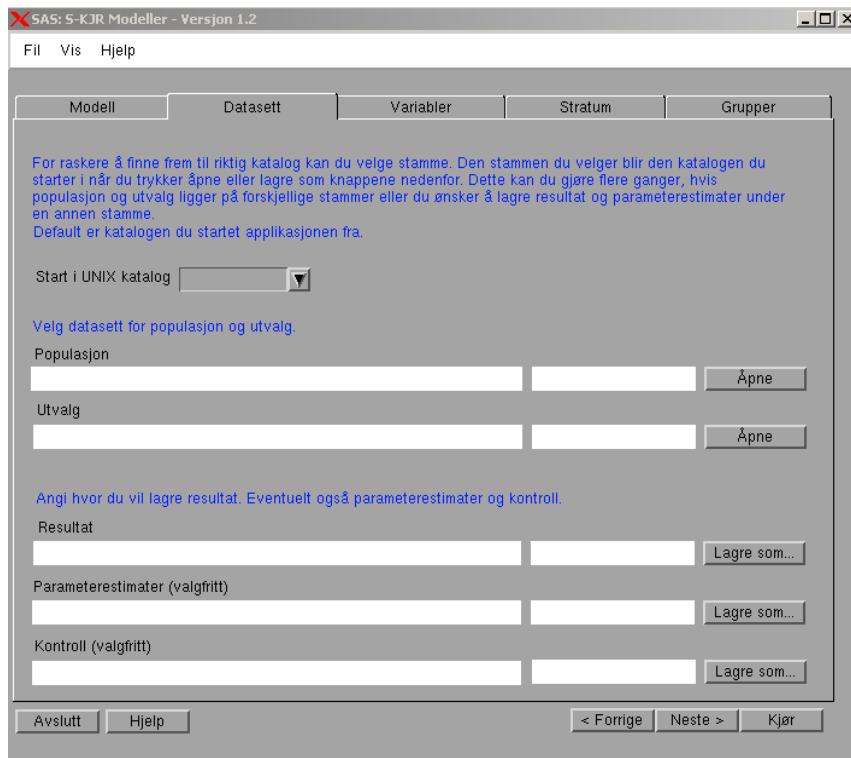 SAS: S-KJR Modeller - Versjon 1.2
Fil Vis Hjelp
Modell Datasett Variabler Stratum Grupper
For raskere å finne frem til riktig katalog kan du velge stamme. Den stammen du velger blir den katalogen du
starter i når du trykker åpne eller lagre som knappene nedenfor. Dette kan du gjøre flere ganger, hvis
populasjon og utvalg ligger på forskjellige stammer eller du ønsker å lagre resultat og parameterestimater under
en annen stamme.
Default er katalogen du startet applikasjonen fra.
Start i UNIX katalog
Velg datasett for populasjon og utvalg.
Populasjon
Åpne
Utvalg
Åpne
Angi hvor du vil lagre resultat. Eventuelt også parameterestimater og kontroll.
Resultat
Lagre som...
Parameterestimater (valgfritt)
Lagre som...
Kontroll (valgfritt)
Lagre som...
Avslutt Hjelp < Forrige Neste > Kjør